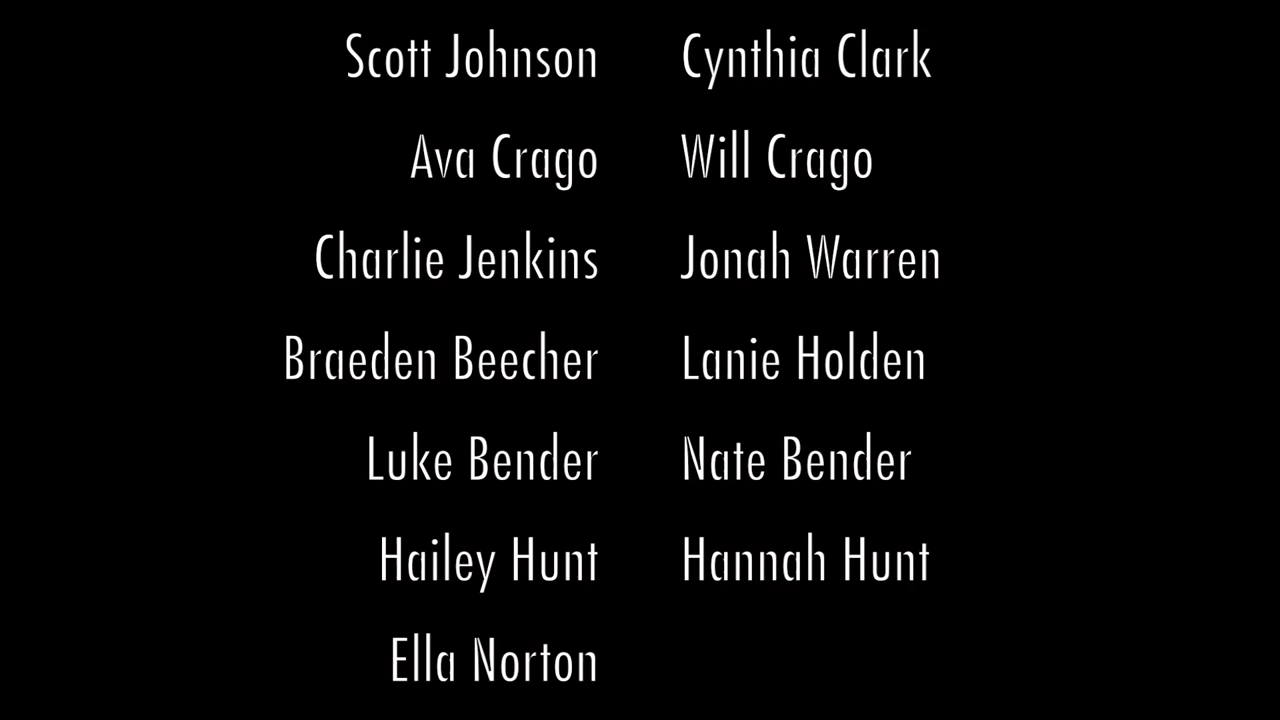 Scott Johnson Cynthia Clark
Ava Crago Will Crago
Charlie Jenkins Jonah Warren
Braeden Beecher Lanie Holden
Luke Bender Nate Bender
Hailey Hunt Hannah Hunt
Ella Norton